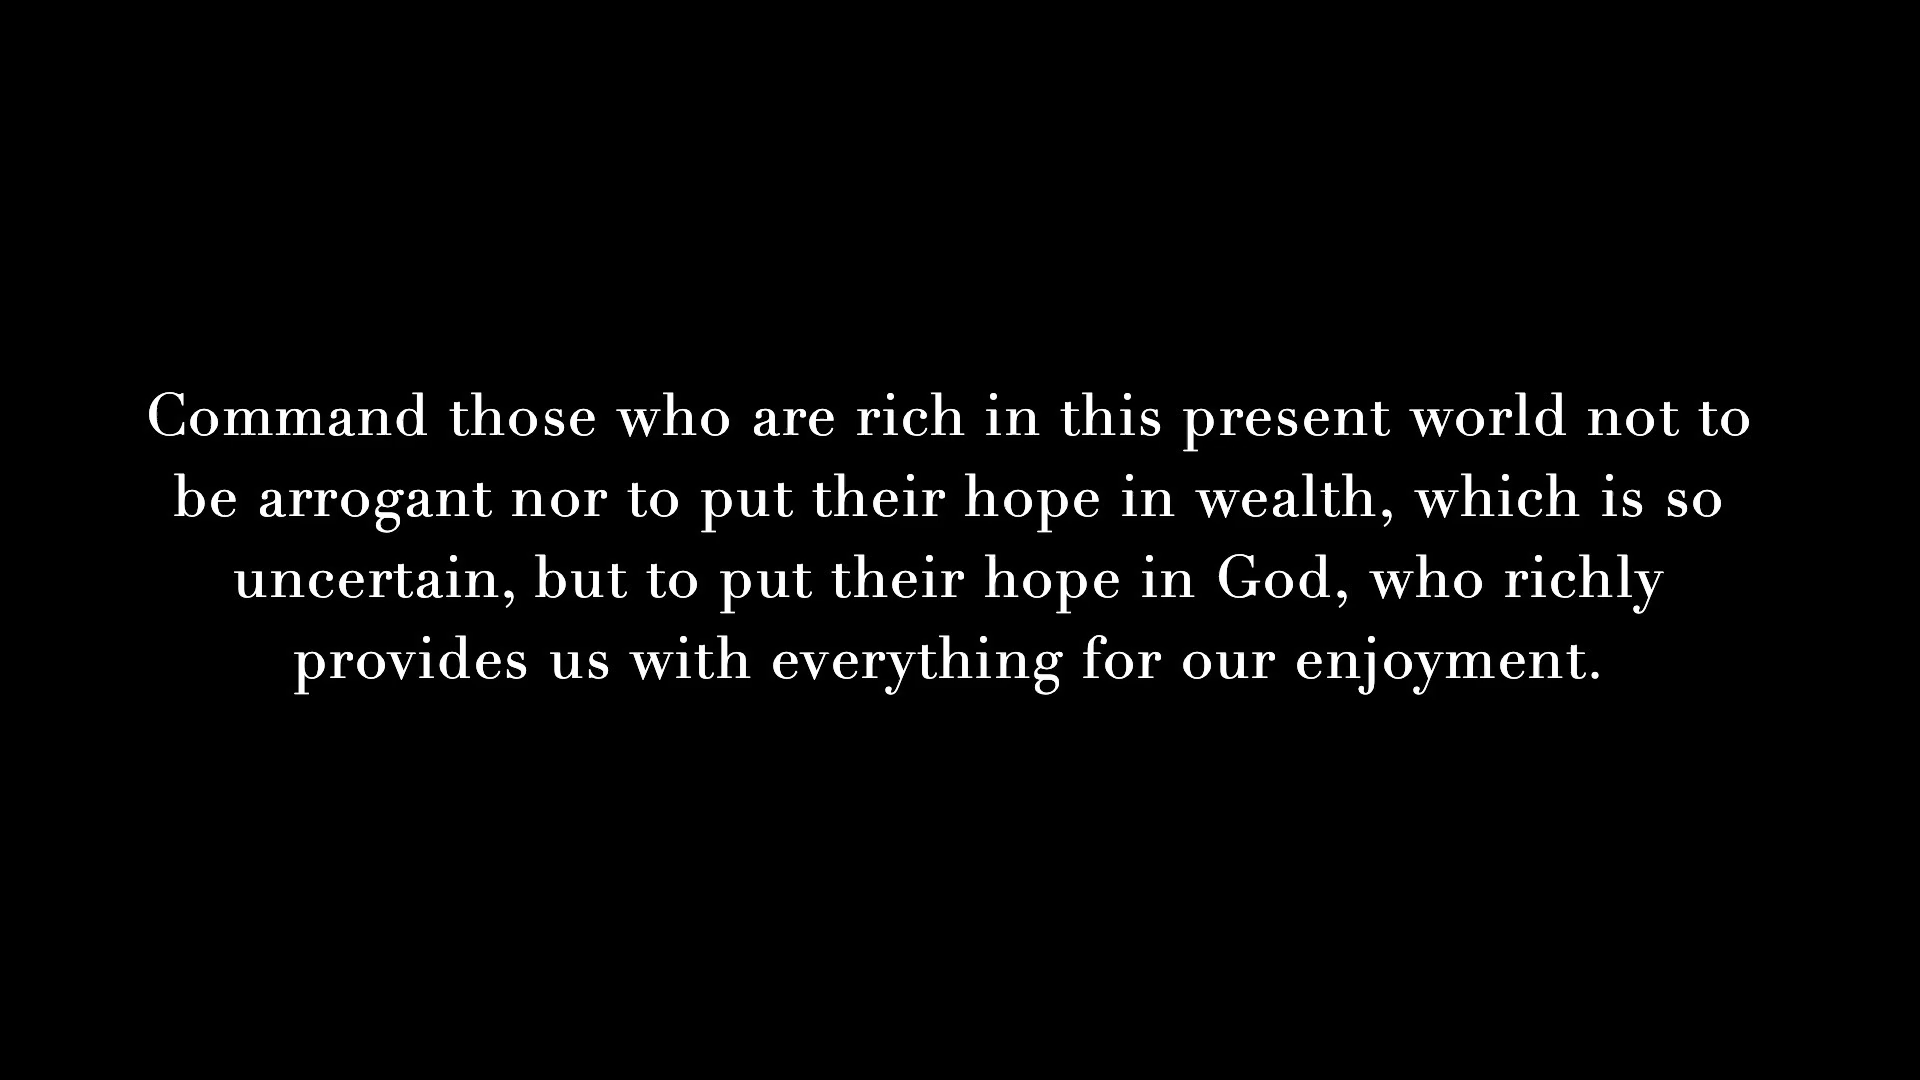 Command those who are rich in this present world not to
be arrogant nor to put their hope in wealth, which is so
uncertain, but to put their hope in God, who richly
provides us with everything for our enjoyment.